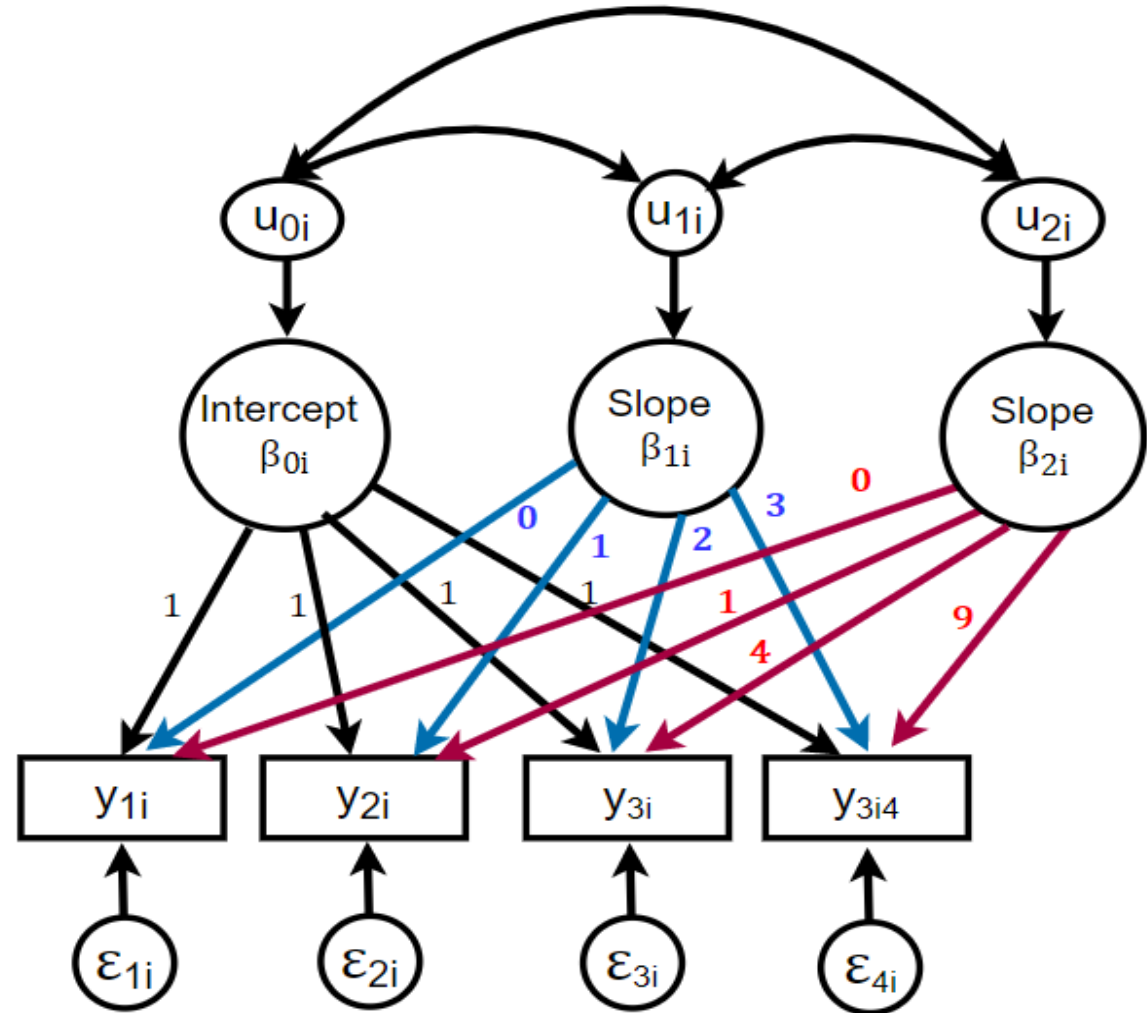 u0i u1i u2i
Intercept
β0i
Slope
β1i
Slope
β2i
0
0
3
1
2
1
1
1
1
1
9
4
y1i y2i y3i y3i4
ε1i ε2i ε3i ε4i